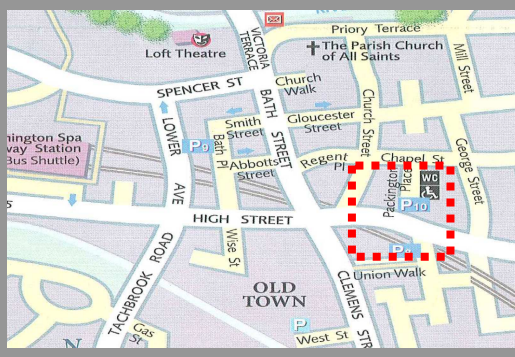 Priory Terrace
Loft Theatre
VICTORIA
TERRACE
The Parish Church
of All Saints
Mill Street
SPENCER ST
Church
Walk
BATH STREET
Gloucester
Street
Church Street
Smith
Street
LOWER AVE
P9
Bath Pl
Abbotts
Street
Regent Pl
Chapel St
George Street
mington Spa
way Station
Bus Shuttle)
WC
Packington
Place
P10
HIGH STREET
Wise St
TACHBROOK ROAD
OLD
TOWN
CLEMENS STR
Union Walk
Gas
St
P
West St